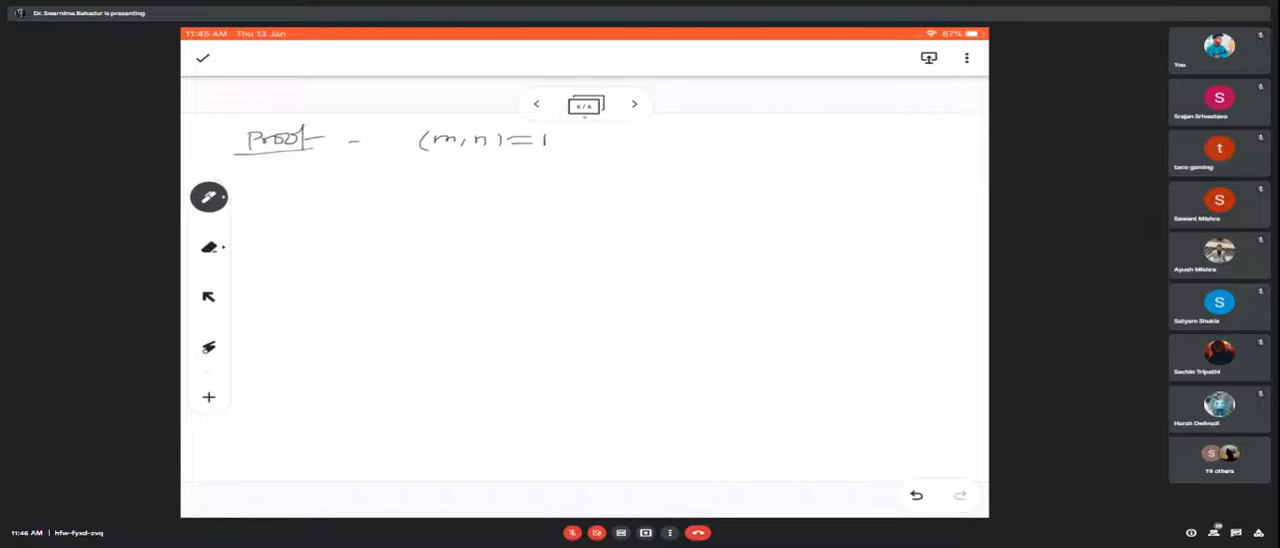 Dr. Swarnima Bahadur is presenting
11:45 AM Thu 13 Jan
67%
6/6
Proof - (m, n) = 1
You
S
Srajan Srivastava
t
tano gaming
S
Sawant Mishra
Ayush Mishra
S
Satyam Shukla
Sachin Tripathi
Harsh Dwivedi
S
19 others
11:46 AM | hfw-fyxd-zvq